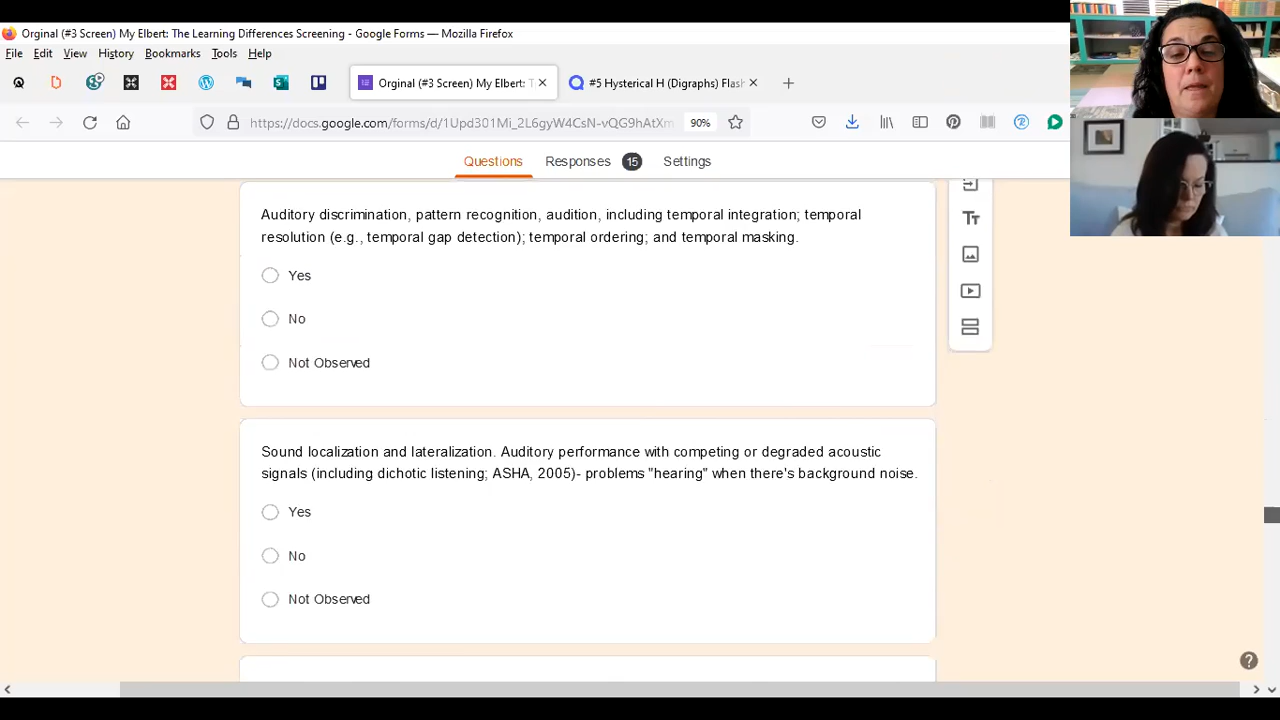 Orginal (#3 Screen) My Elbert: The Learning Differences Screening - Google Forms — Mozilla Firefox
File Edit View History Bookmarks Tools Help
Orginal (#3 Screen) My Elbert: T
#5 Hysterical H (Digraphs) Flash
https://docs.google.com/forms/d/1Upd301Mi_2L6gyW4CsN-vQG9hAtXm
90%
Questions Responses 15 Settings
Auditory discrimination, pattern recognition, audition, including temporal integration; temporal
resolution (e.g., temporal gap detection); temporal ordering; and temporal masking.
Yes
No
Not Observed
Sound localization and lateralization. Auditory performance with competing or degraded acoustic
signals (including dichotic listening; ASHA, 2005)- problems "hearing" when there's background noise.
Yes
No
Not Observed